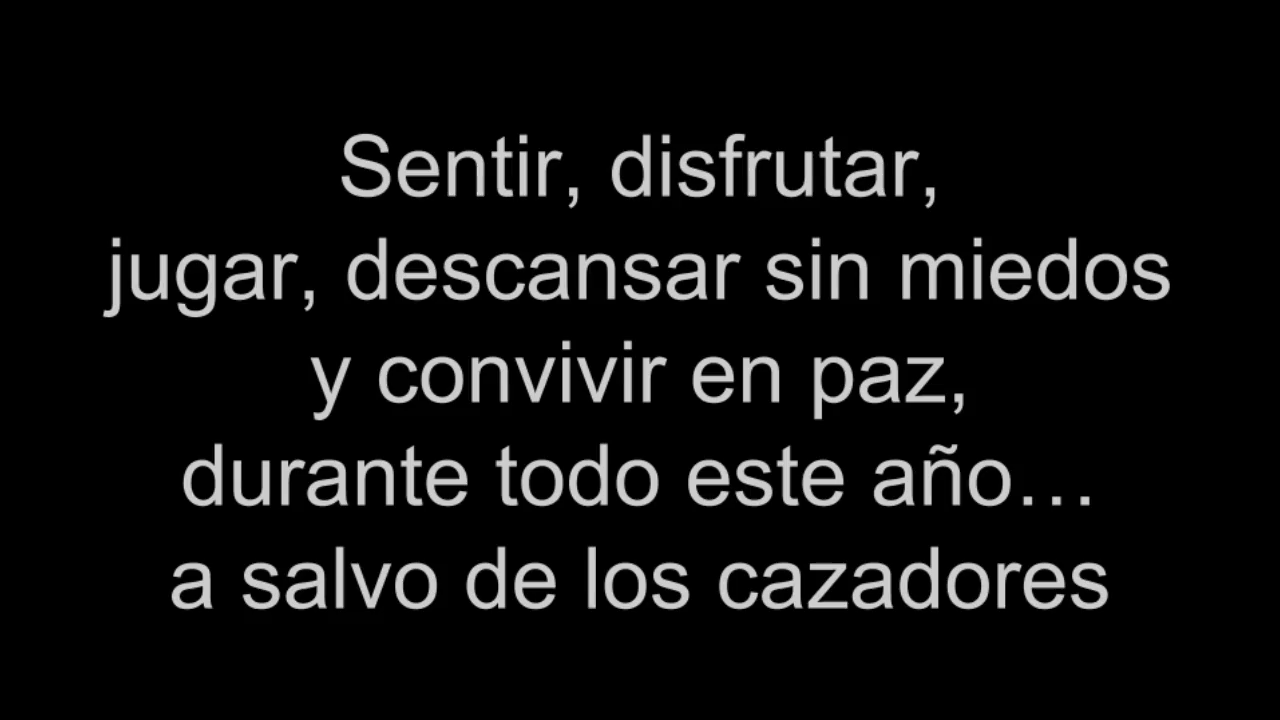 Sentir, disfrutar,
jugar, descansar sin miedos
y convivir en paz,
durante todo este año…
a salvo de los cazadores